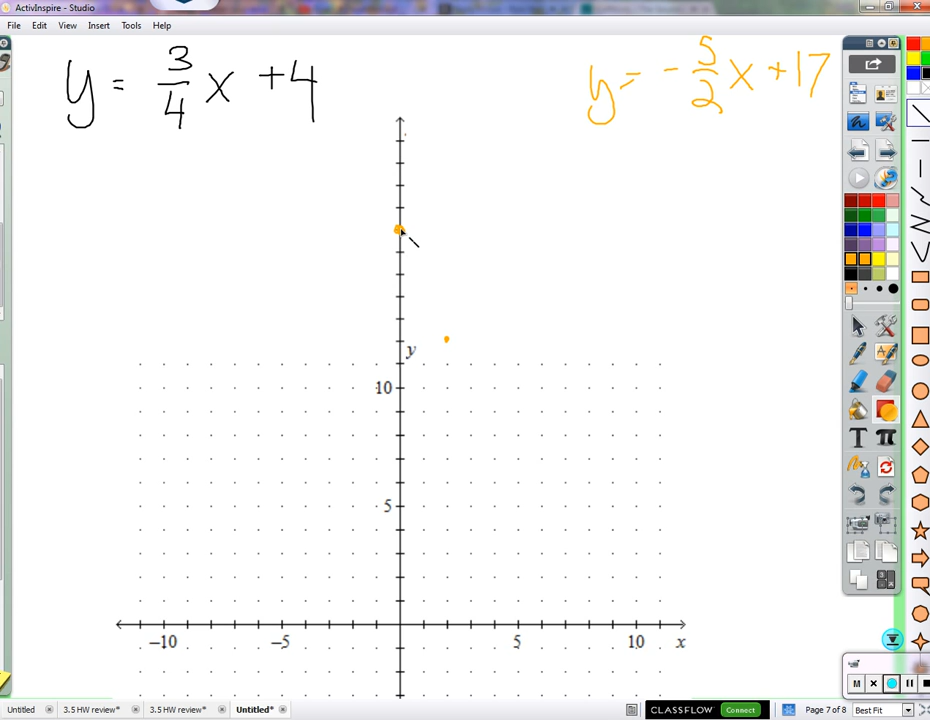 ActivInspire - Studio
File Edit View Insert Tools Help
y = 3/4 x + 4
y = - 5/2 x + 17
y
10
5
-10 -5 5 10 x
T π
M
Untitled 3.5 HW review* 3.5 HW review* Untitled* CLASSFLOW Connect Page 7 of 8 Best Fit